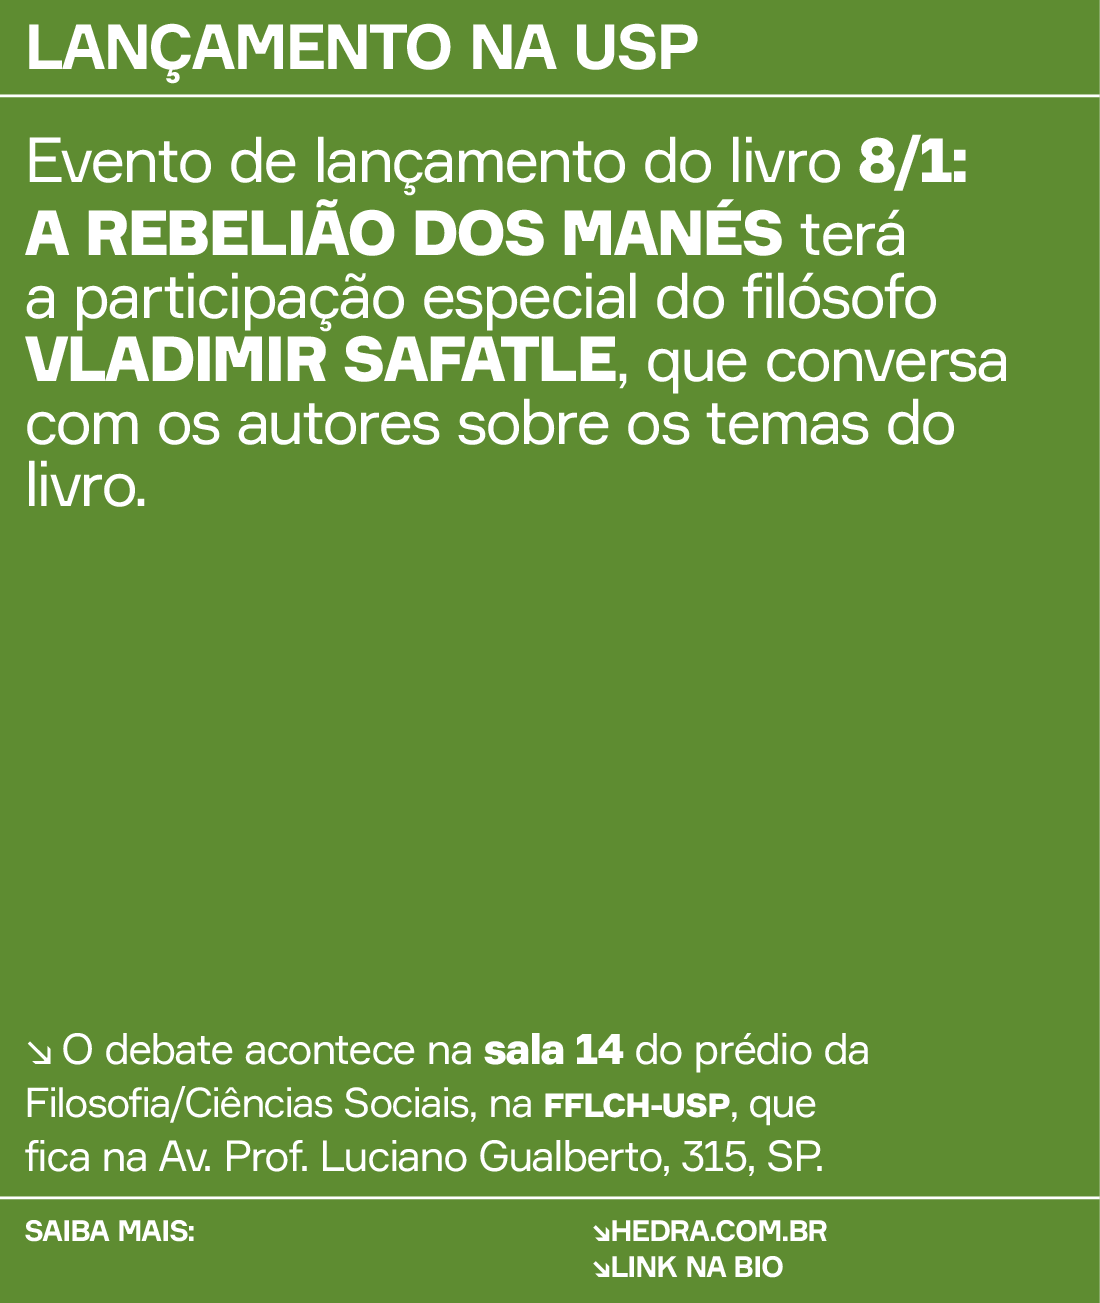 LANÇAMENTO NA USP
Evento de lançamento do livro 8/1:
A REBELIÃO DOS MANÉS terá
a participação especial do filósofo
VLADIMIR SAFATLE, que conversa
com os autores sobre os temas do
livro.
↘ O debate acontece na sala 14 do prédio da
Filosofia/Ciências Sociais, na FFLCH-USP, que
fica na Av. Prof. Luciano Gualberto, 315, SP.
SAIBA MAIS:
↘HEDRA.COM.BR
↘LINK NA BIO